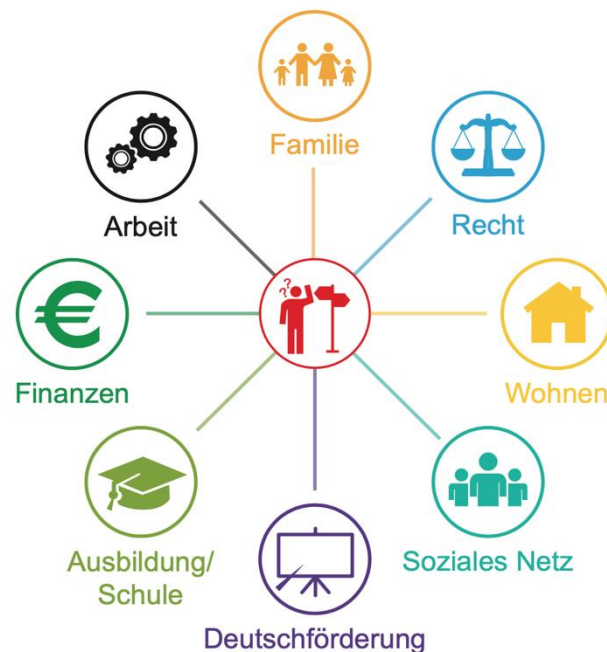 Familie
Arbeit
Recht
€
Finanzen
Wohnen
Ausbildung/
Schule
Soziales Netz
Deutschförderung
??
?